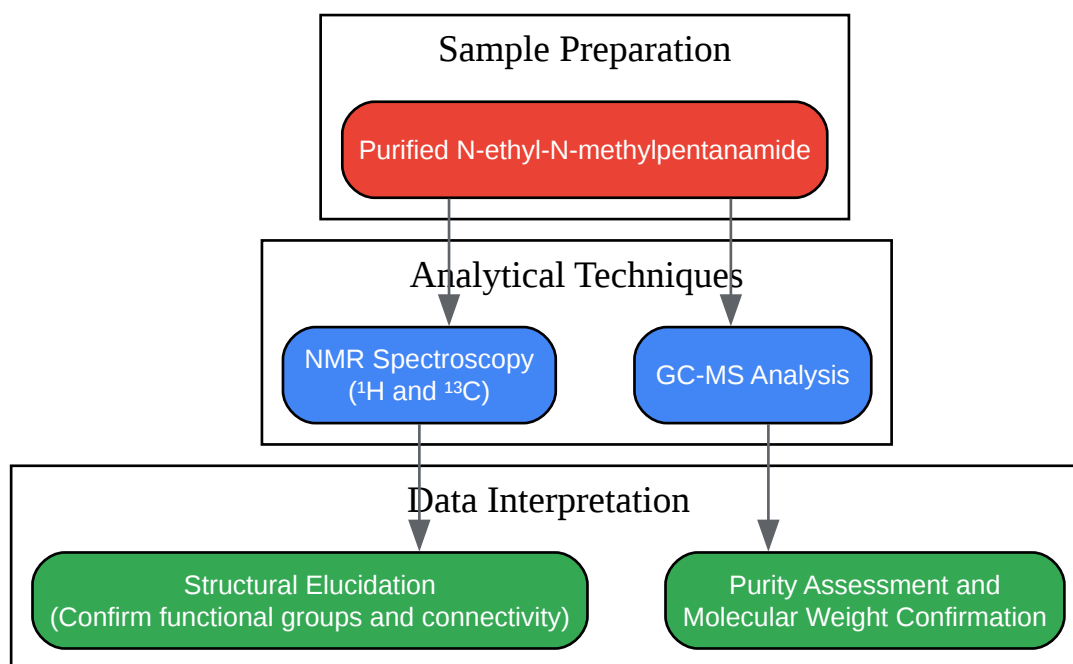 Sample Preparation
Purified N-ethyl-N-methylpentanamide
Analytical Techniques
NMR Spectroscopy
(¹H and ¹³C)
GC-MS Analysis
Data Interpretation
Structural Elucidation
(Confirm functional groups and connectivity)
Purity Assessment and
Molecular Weight Confirmation